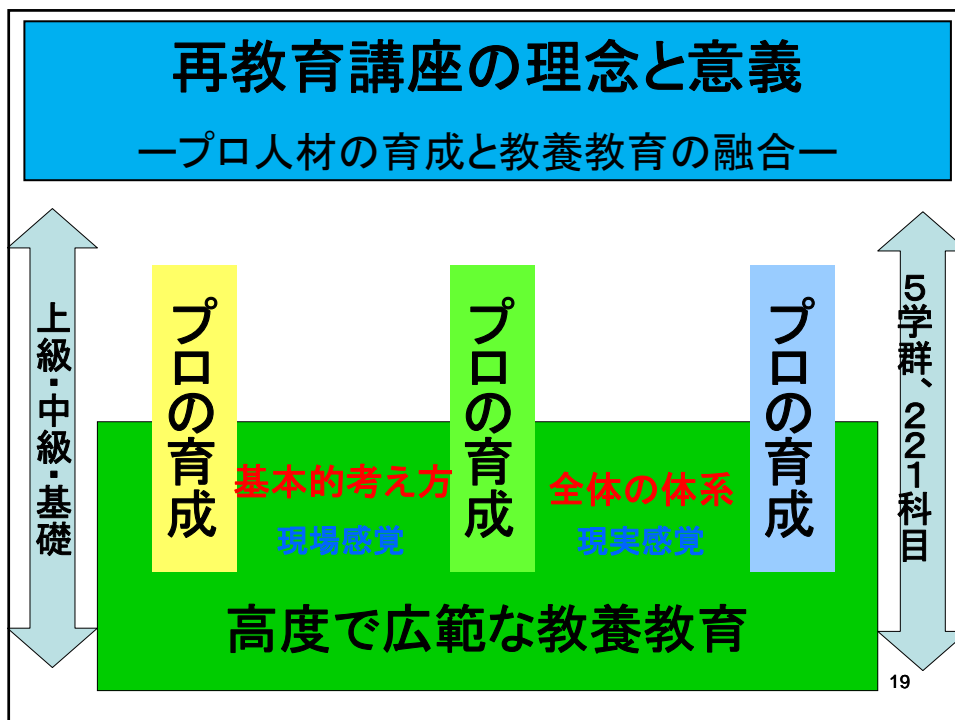 再教育講座の理念と意義
ープロ人材の育成と教養教育の融合ー
上級・中級・基礎
プロの育成
プロの育成
プロの育成
5学群、221科目
基本的考え方
全体の体系
現場感覚
現実感覚
高度で広範な教養教育
19